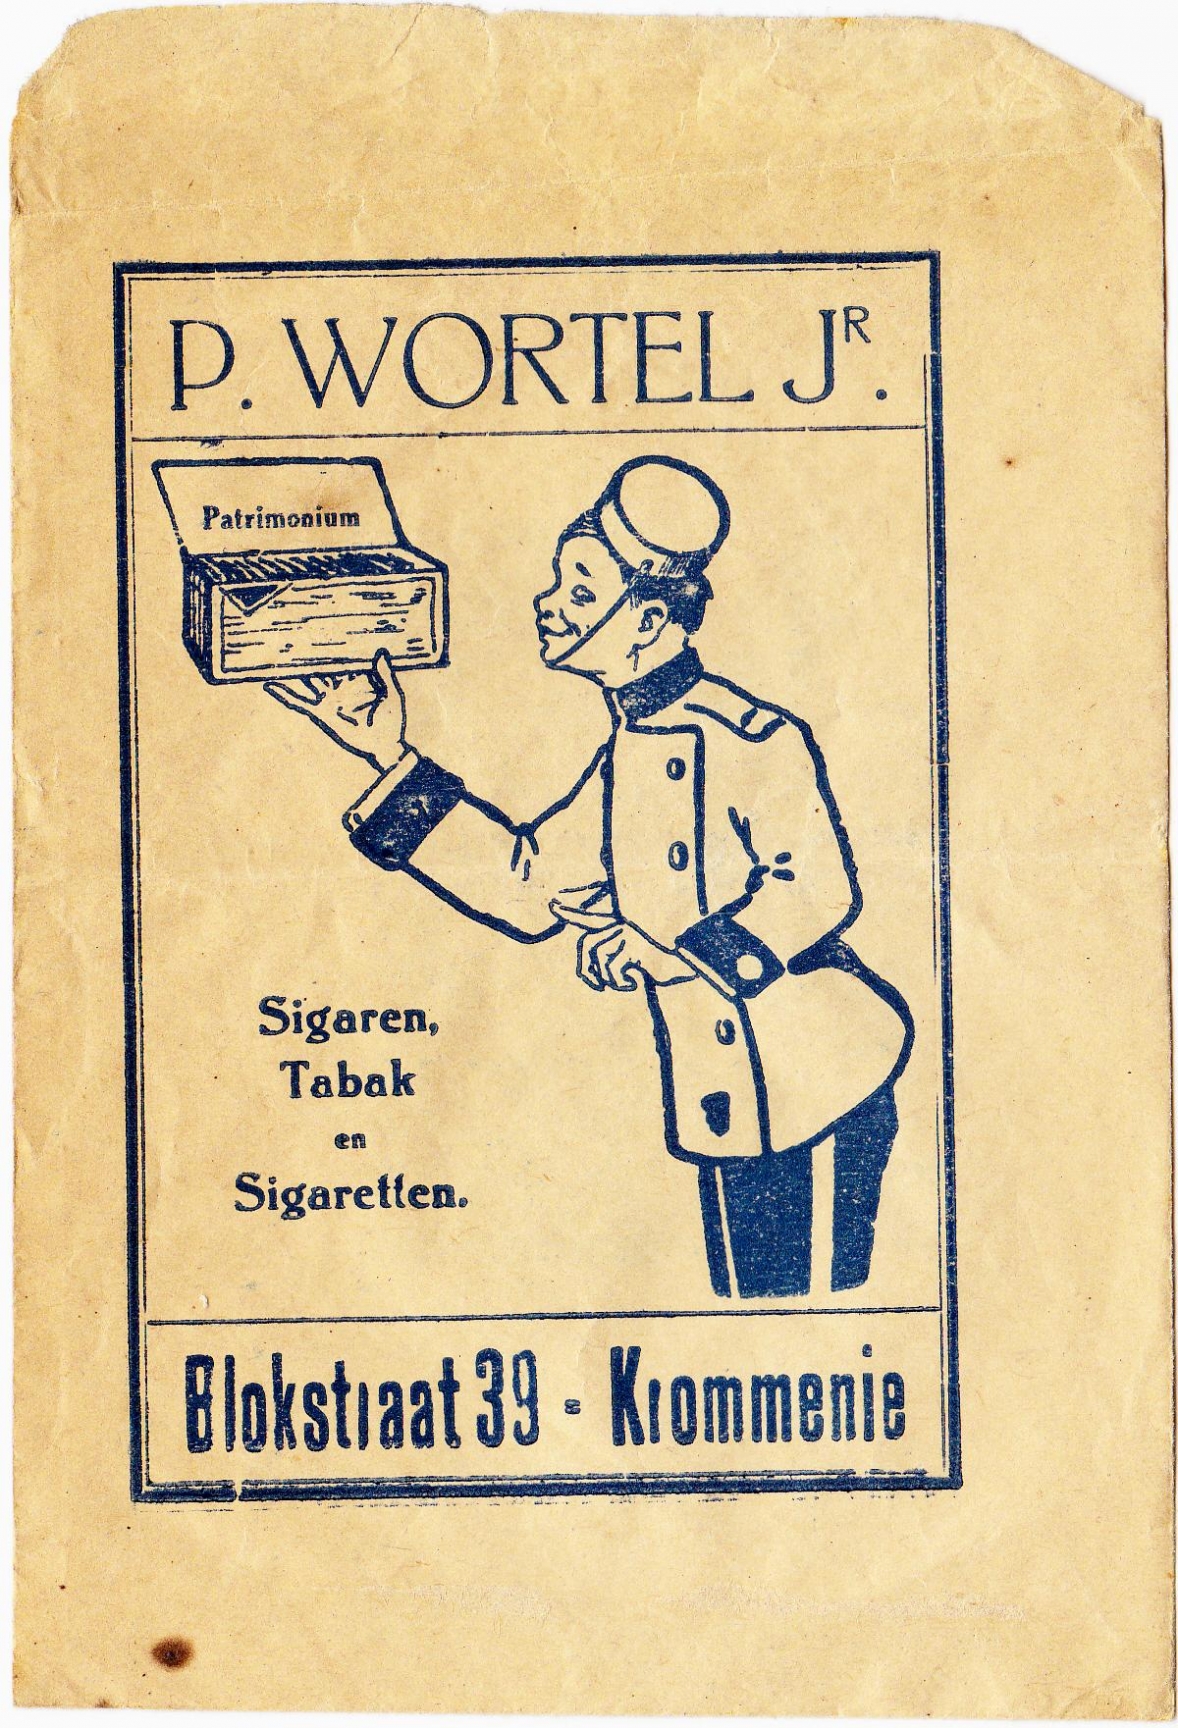 P. WORTEL JR.
Patrimonium
Sigaren,
Tabak
en
Sigaretten.
Blokstraat 39 - Krommenie